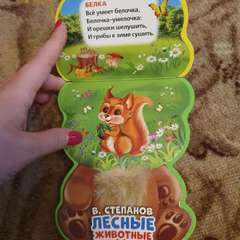 БЕЛКА
Всё умеет белочка,
Белочка-умелочка:
И орешки шелушить,
И грибы к зиме сушить.
В. СТЕПАНОВ
ЛЕСНЫЕ
ЖИВОТНЫЕ